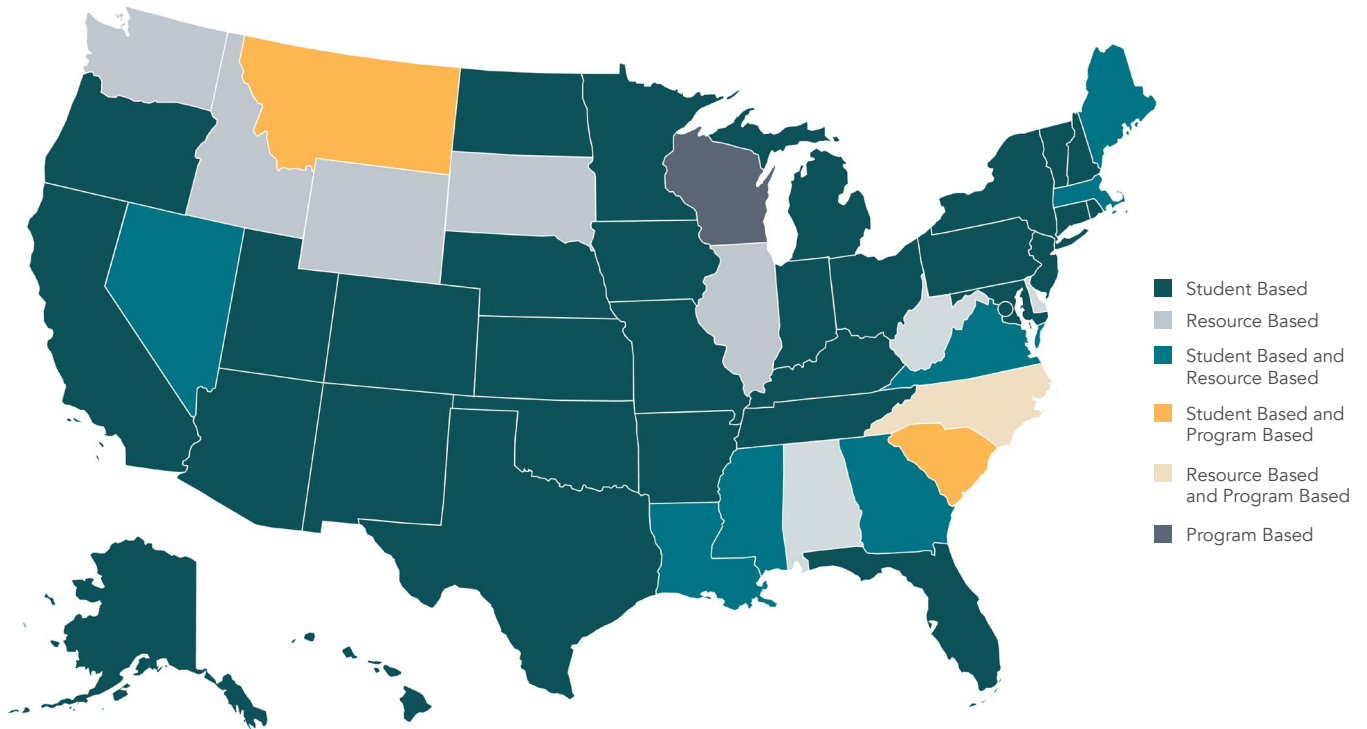 Student Based
Resource Based
Student Based and
Resource Based
Student Based and
Program Based
Resource Based
and Program Based
Program Based